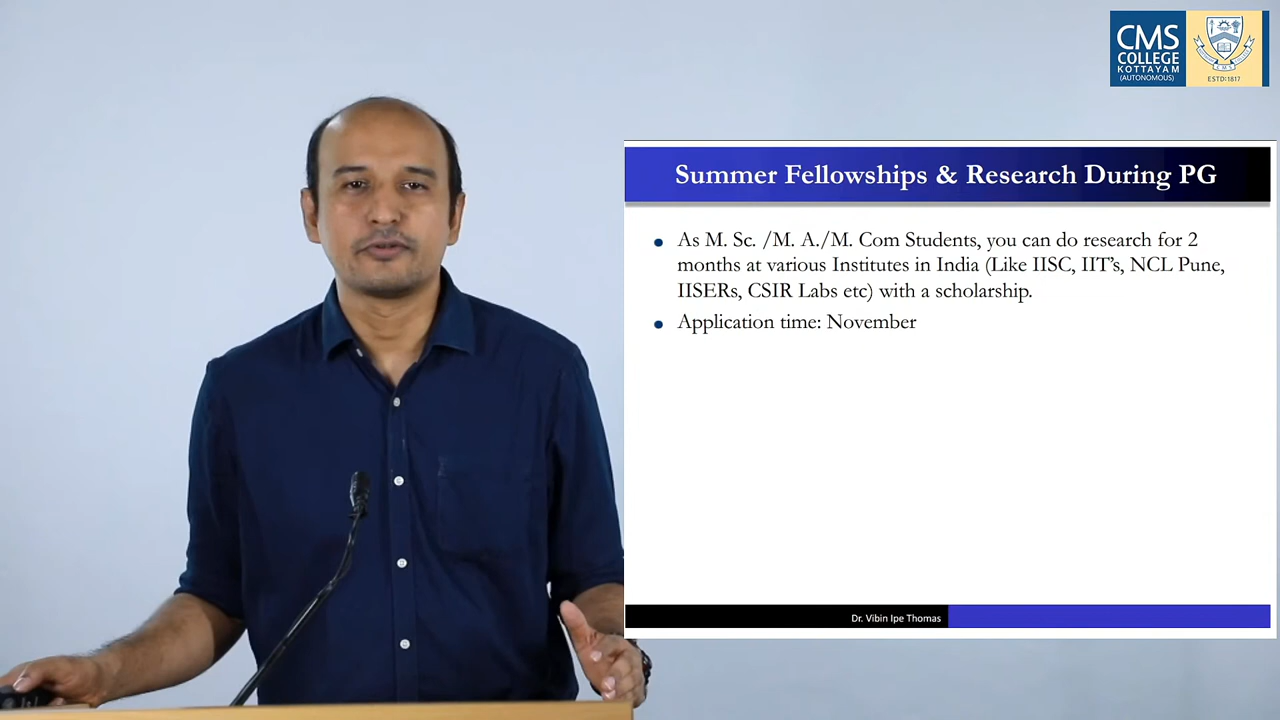 CMS
COLLEGE
KOTTAYAM
(AUTONOMOUS)
ESTD:1817
Summer Fellowships & Research During PG
As M. Sc. /M. A./M. Com Students, you can do research for 2
months at various Institutes in India (Like IISC, IIT's, NCL Pune,
IISERs, CSIR Labs etc) with a scholarship.
Application time: November
Dr. Vibin Ipe Thomas